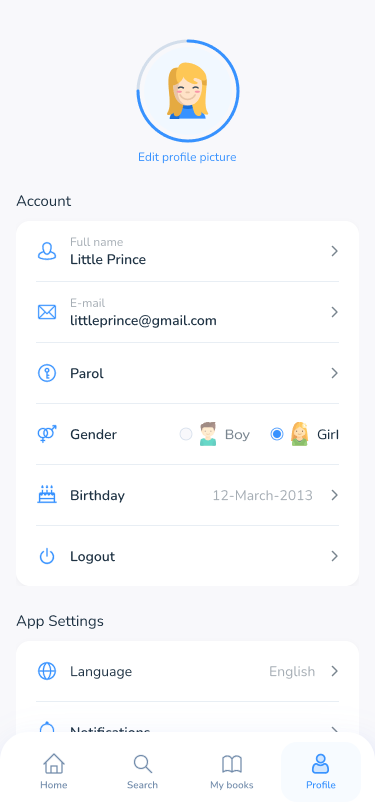 Edit profile picture
Account
Full name
Little Prince
E-mail
littleprince@gmail.com
Parol
Gender
Boy
Girl
Birthday
12-March-2013
Logout
App Settings
Language
English
Notifications
Home
Search
My books
Profile